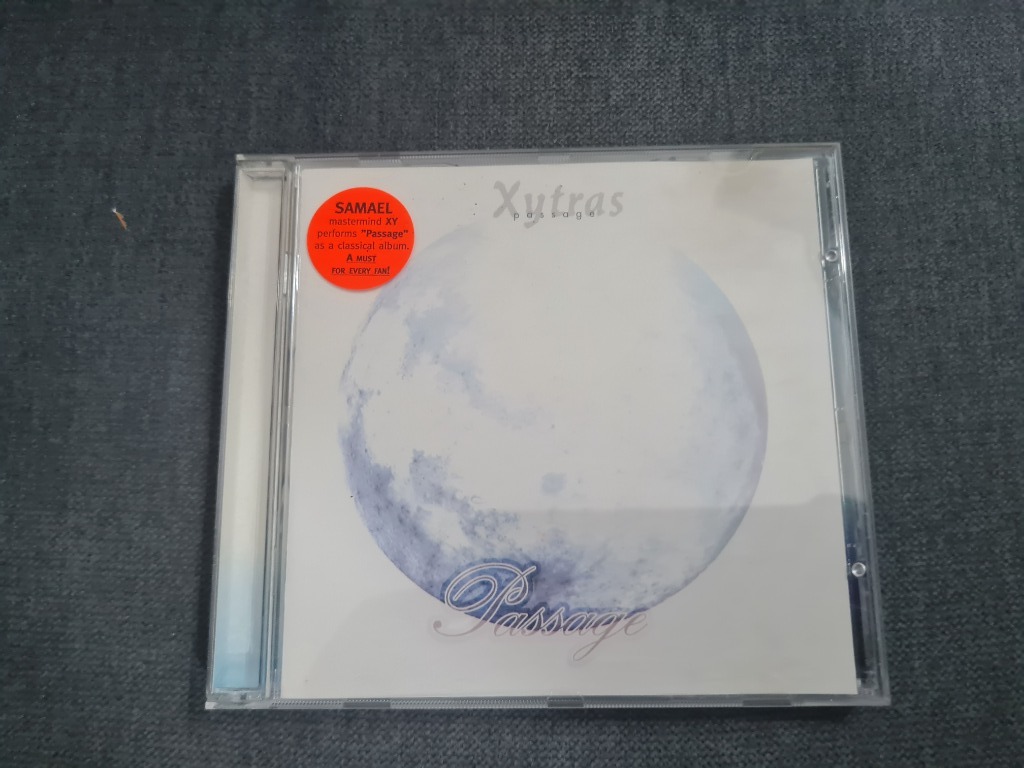 Xytras
passage
SAMAEL
mastermind XY
performs "Passage"
as a classical album.
A MUST
FOR EVERY FAN!
Passage